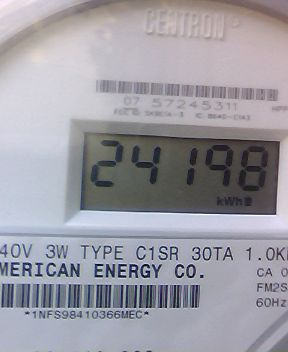 CENTRON®
07 57245311
24198
kWh
40V 3W TYPE C1SR 30TA 1.0K
MERICAN ENERGY CO.
CA 0
FM2S
60Hz
*1NFS98410366MEC*